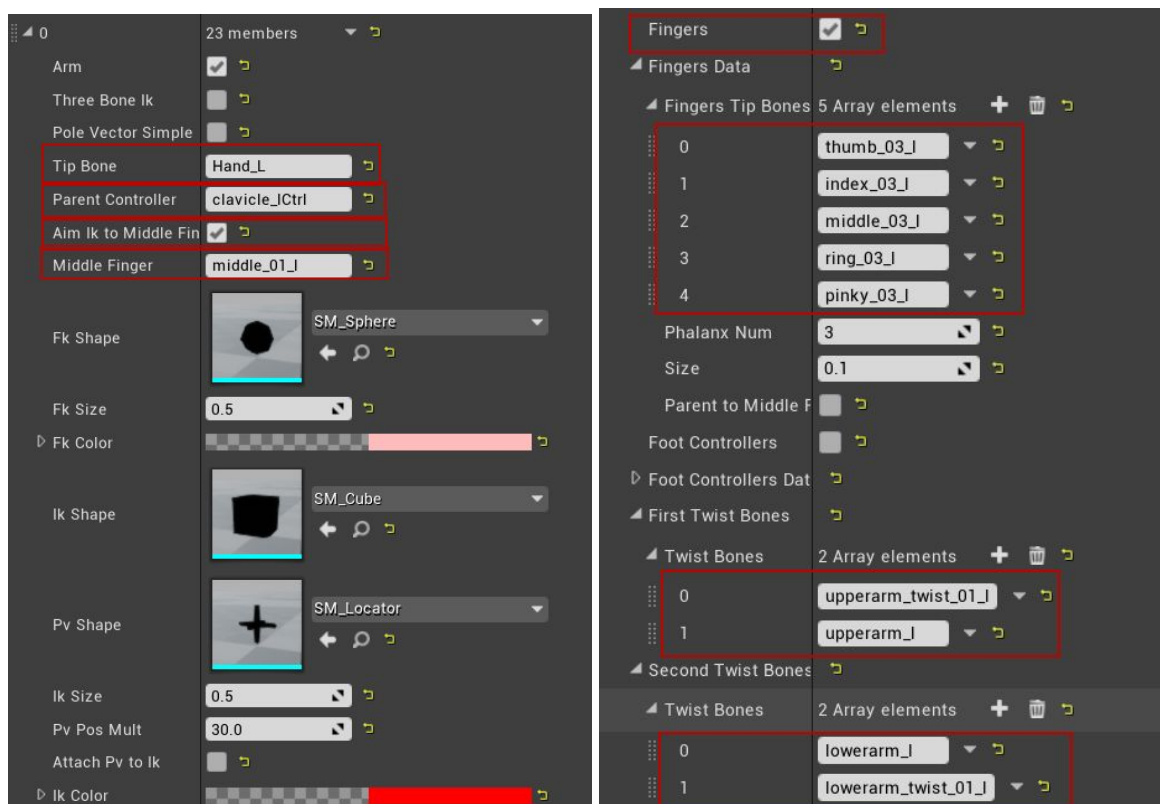 0 23 members
Arm
Three Bone Ik
Pole Vector Simple
Tip Bone Hand_L
Parent Controller clavicle_lCtrl
Aim Ik to Middle Fin
Middle Finger middle_01_l
Fk Shape SM_Sphere
Fk Size 0.5
Fk Color
Ik Shape SM_Cube
Pv Shape SM_Locator
Ik Size 0.5
Pv Pos Mult 30.0
Attach Pv to Ik
Ik Color
Fingers
Fingers Data
Fingers Tip Bones 5 Array elements
0 thumb_03_l
1 index_03_l
2 middle_03_l
3 ring_03_l
4 pinky_03_l
Phalanx Num 3
Size 0.1
Parent to Middle F
Foot Controllers
Foot Controllers Dat
First Twist Bones
Twist Bones 2 Array elements
0 upperarm_twist_01_l
1 upperarm_l
Second Twist Bones
Twist Bones 2 Array elements
0 lowerarm_l
1 lowerarm_twist_01_l